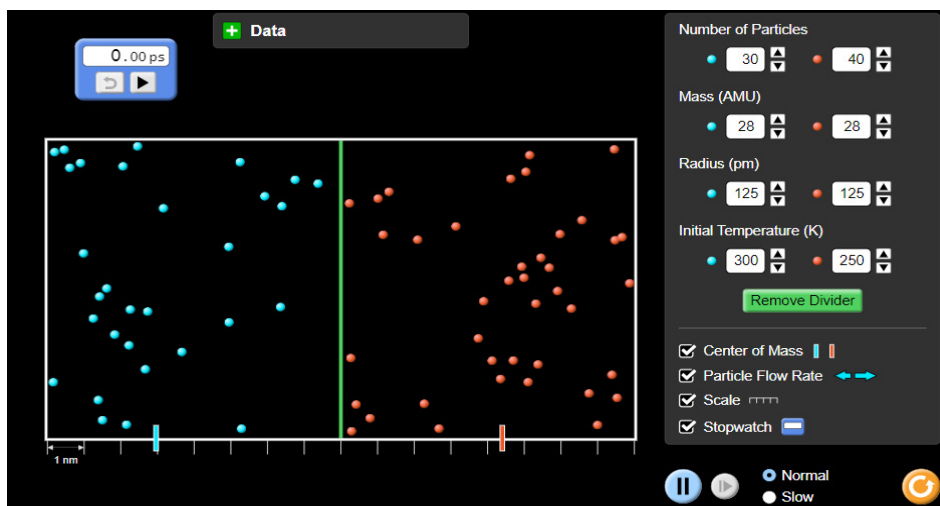 0.00 ps
Data
Number of Particles
30 40
Mass (AMU)
28 28
Radius (pm)
125 125
Initial Temperature (K)
300 250
Remove Divider
Center of Mass
Particle Flow Rate
Scale
Stopwatch
1 nm
Normal
Slow